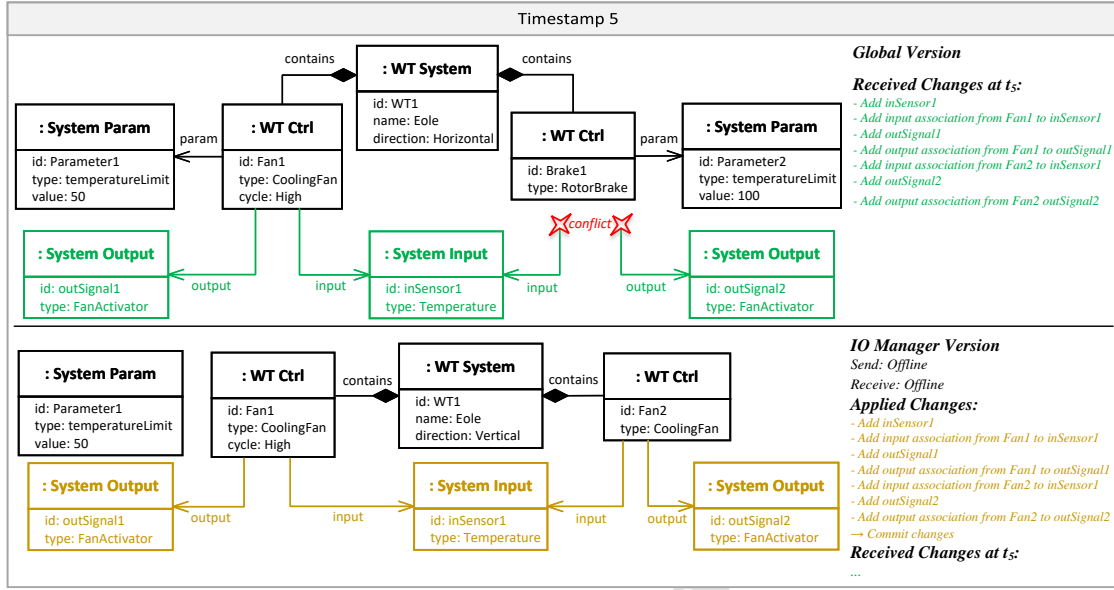 Timestamp 5
contains
: WT System
id: WT1
name: Eole
direction: Horizontal
contains
: System Param
id: Parameter1
type: temperatureLimit
value: 50
param
: WT Ctrl
id: Fan1
type: CoolingFan
cycle: High
: WT Ctrl
id: Brake1
type: RotorBrake
param
: System Param
id: Parameter2
type: temperatureLimit
value: 100
conflict
: System Output
id: outSignal1
type: FanActivator
output
input
: System Input
id: inSensor1
type: Temperature
input
output
: System Output
id: outSignal2
type: FanActivator
Global Version
Received Changes at t5:
- Add inSensor1
- Add input association from Fan1 to inSensor1
- Add outSignal1
- Add output association from Fan1 to outSignal1
- Add input association from Fan2 to inSensor1
- Add outSignal2
- Add output association from Fan2 outSignal2
: System Param
id: Parameter1
type: temperatureLimit
value: 50
: WT Ctrl
id: Fan1
type: CoolingFan
cycle: High
contains
: WT System
id: WT1
name: Eole
direction: Vertical
contains
: WT Ctrl
id: Fan2
type: CoolingFan
: System Output
id: outSignal1
type: FanActivator
output
input
: System Input
id: inSensor1
type: Temperature
input
output
: System Output
id: outSignal2
type: FanActivator
IO Manager Version
Send: Offline
Receive: Offline
Applied Changes:
- Add inSensor1
- Add input association from Fan1 to inSensor1
- Add outSignal1
- Add output association from Fan1 to outSignal1
- Add input association from Fan2 to inSensor1
- Add outSignal2
- Add output association from Fan2 to outSignal2
→ Commit changes
Received Changes at t5:
...